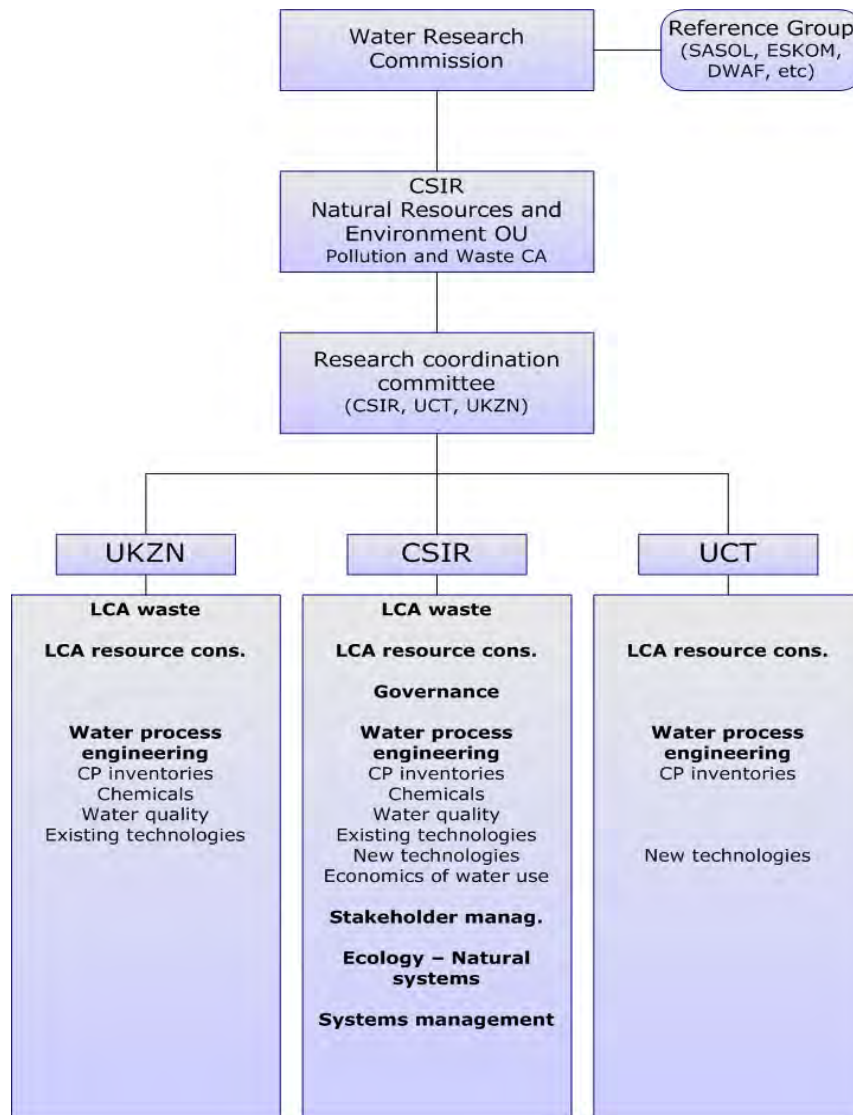 Water Research
Commission
Reference Group
(SASOL, ESKOM,
DWAF, etc)
CSIR
Natural Resources and
Environment OU
Pollution and Waste CA
Research coordination
committee
(CSIR, UCT, UKZN)
UKZN
LCA waste
LCA resource cons.
Water process
engineering
CP inventories
Chemicals
Water quality
Existing technologies
CSIR
LCA waste
LCA resource cons.
Governance
Water process
engineering
CP inventories
Chemicals
Water quality
Existing technologies
New technologies
Economics of water use
Stakeholder manag.
Ecology – Natural
systems
Systems management
UCT
LCA resource cons.
Water process
engineering
CP inventories
New technologies